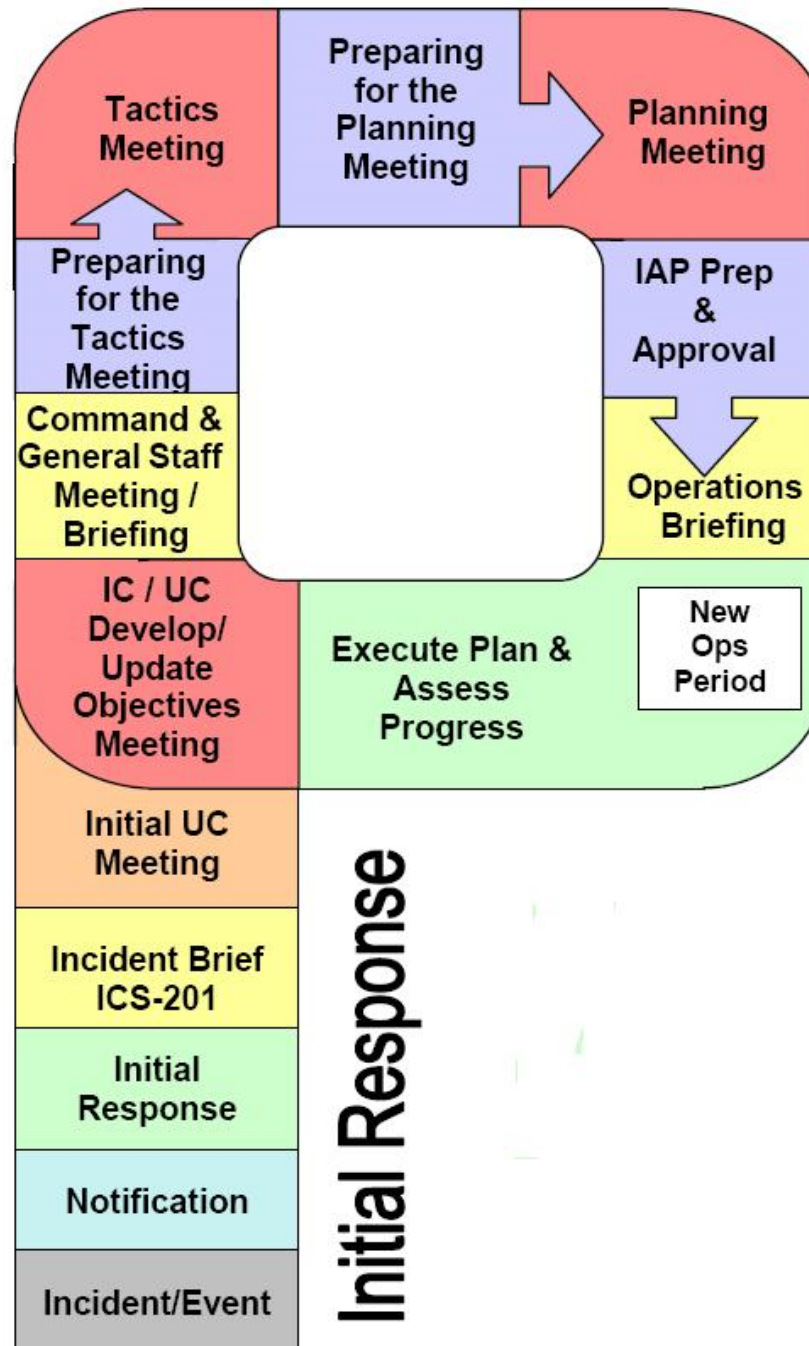 Tactics
Meeting
Preparing
for the
Planning
Meeting
Planning
Meeting
Preparing
for the
Tactics
Meeting
IAP Prep
&
Approval
Command &
General Staff
Meeting /
Briefing
Operations
Briefing
IC / UC
Develop/
Update
Objectives
Meeting
Execute Plan &
Assess
Progress
New
Ops
Period
Initial UC
Meeting
Incident Brief
ICS-201
Initial
Response
Notification
Incident/Event
Initial Response